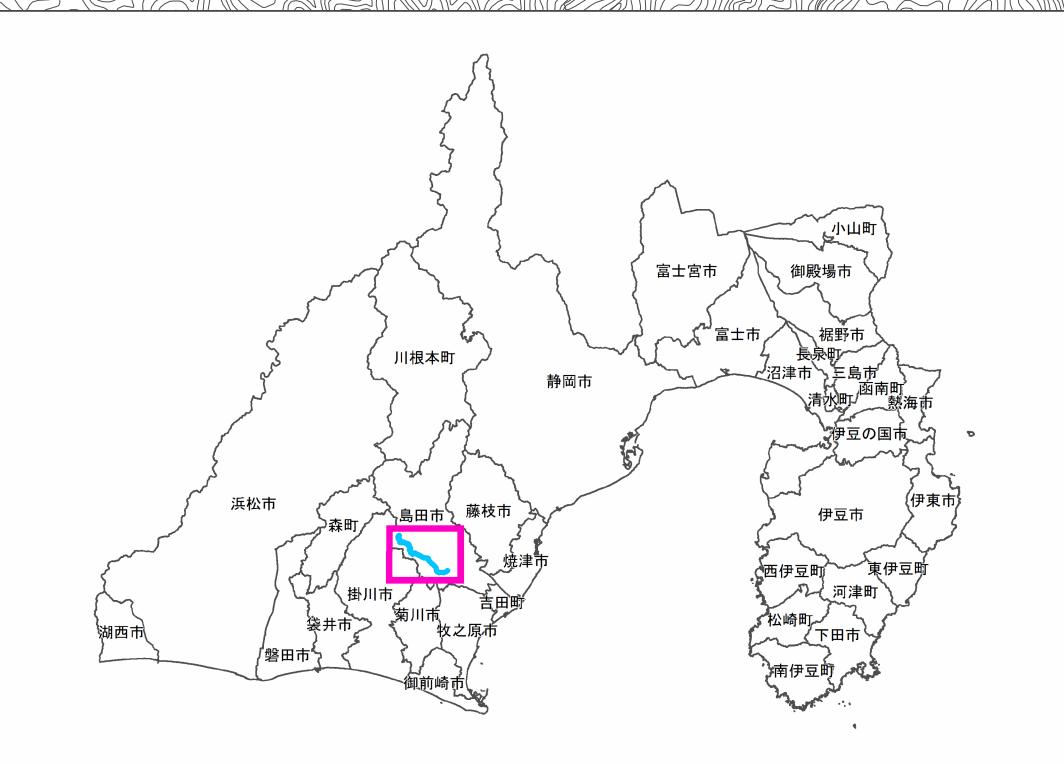 小山町
富士宮市
御殿場市
富士市
裾野市
長泉町
川根本町
沼津市
三島市
静岡市
函南町
清水町
熱海市
伊豆の国市
浜松市
伊東市
藤枝市
島田市
伊豆市
森町
焼津市
西伊豆町
東伊豆町
河津町
掛川市
吉田町
菊川市
松崎町
袋井市
牧之原市
湖西市
下田市
磐田市
南伊豆町
御前崎市